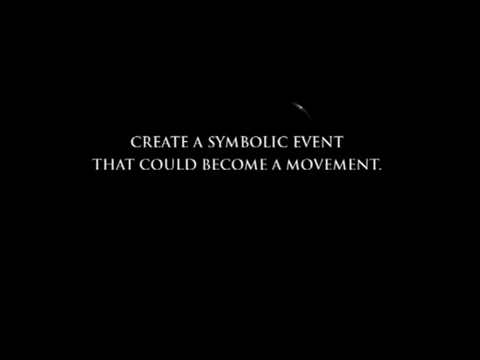 CREATE A SYMBOLIC EVENT
THAT COULD BECOME A MOVEMENT.